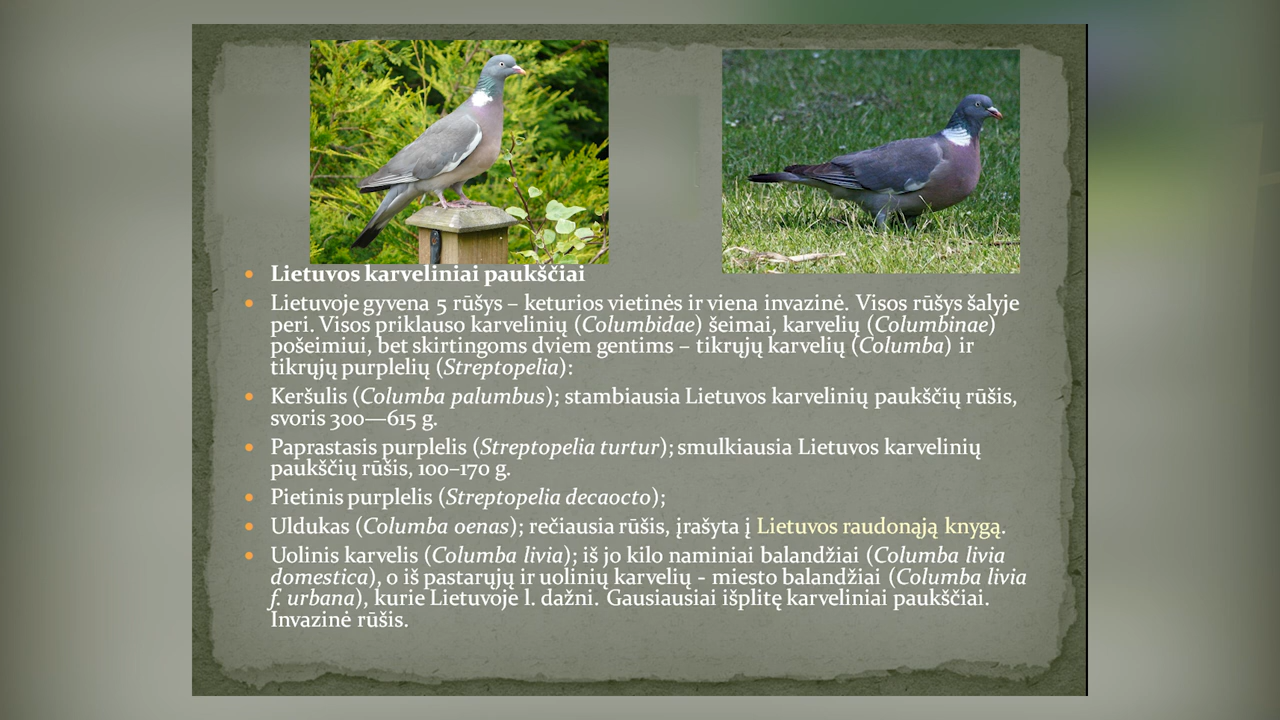 Lietuvos karveliniai paukščiai
Lietuvoje gyvena 5 rūšys – keturios vietinės ir viena invazinė. Visos rūšys šalyje
peri. Visos priklauso karvelinių (Columbidae) šeimai, karvelių (Columbinae)
pošeimiui, bet skirtingoms dviem gentims – tikrųjų karvelių (Columba) ir
tikrųjų purplelių (Streptopelia):
Keršulis (Columba palumbus); stambiausia Lietuvos karvelinių paukščių rūšis,
svoris 300—615 g.
Paprastasis purplelis (Streptopelia turtur); smulkiausia Lietuvos karvelinių
paukščių rūšis, 100–170 g.
Pietinis purplelis (Streptopelia decaocto);
Uldukas (Columba oenas); rečiausia rūšis, įrašyta į Lietuvos raudonąją knygą.
Uolinis karvelis (Columba livia); iš jo kilo naminiai balandžiai (Columba livia
domestica), o iš pastarųjų ir uolinių karvelių - miesto balandžiai (Columba livia
f. urbana), kurie Lietuvoje l. dažni. Gausiausiai išplitę karveliniai paukščiai.
Invazinė rūšis.